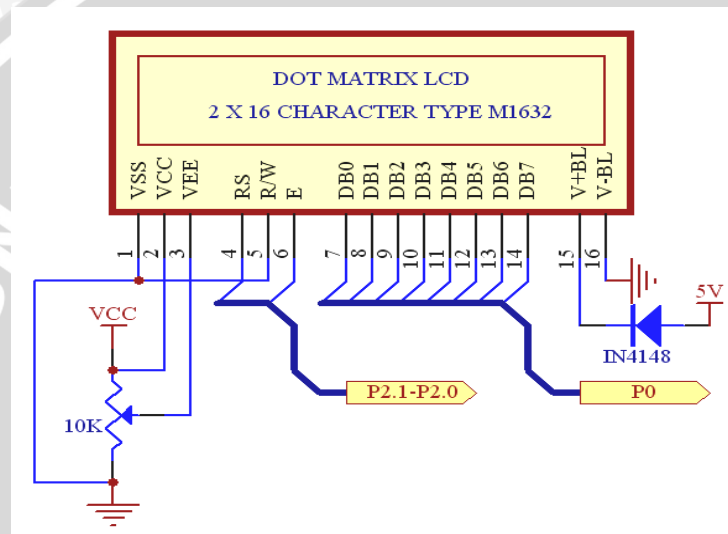 DOT MATRIX LCD
2 X 16 CHARACTER TYPE M1632
VSS VCC VEE RS R/W E DB0 DB1 DB2 DB3 DB4 DB5 DB6 DB7 V+BL V-BL
1 2 3 4 5 6 7 8 9 10 11 12 13 14 15 16
5V
VCC
IN4148
P2.1-P2.0 P0
10K